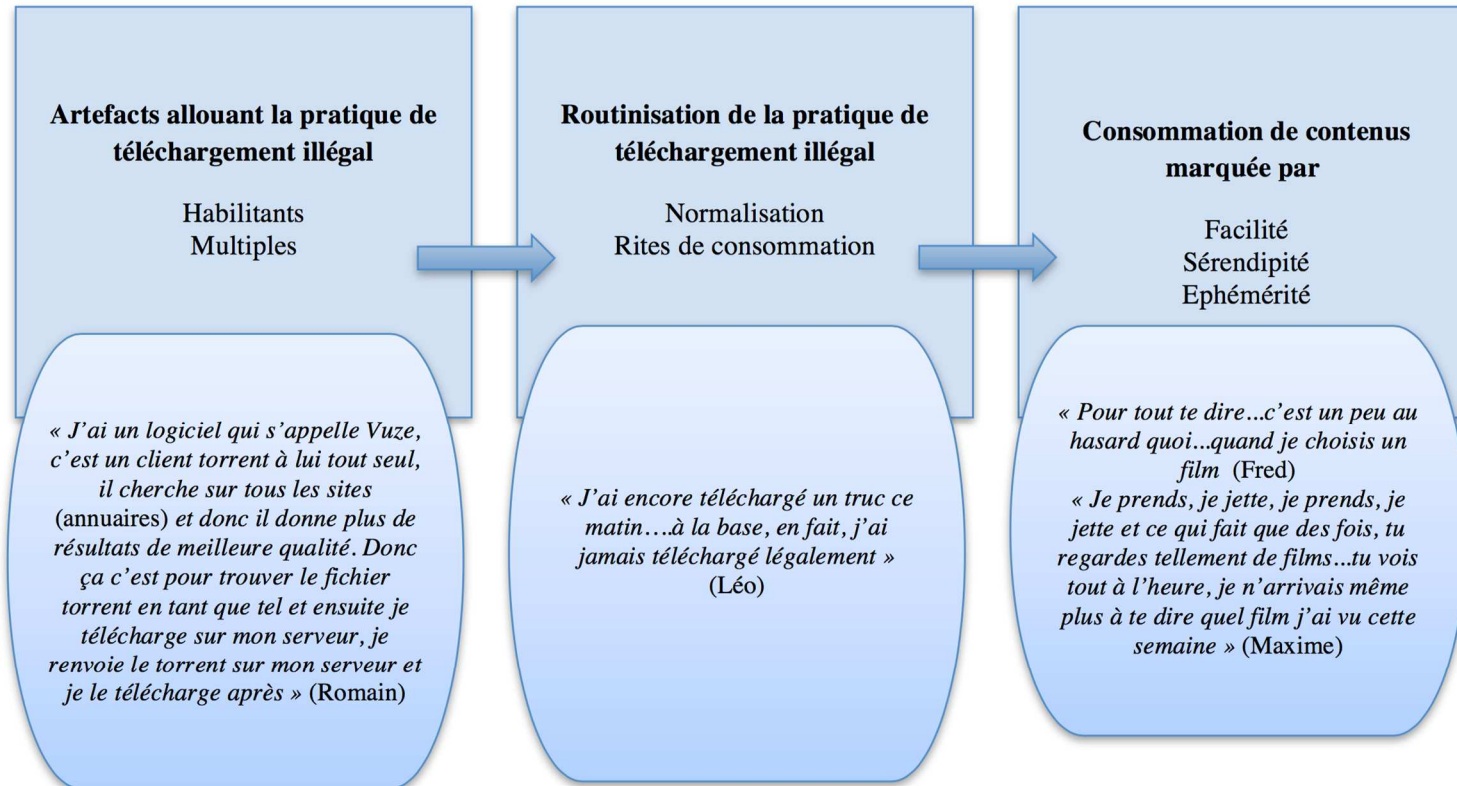 Artefacts allouant la pratique de
téléchargement illégal
Habilitants
Multiples
« J’ai un logiciel qui s’appelle Vuze,
c’est un client torrent à lui tout seul,
il cherche sur tous les sites
(annuaires) et donc il donne plus de
résultats de meilleure qualité. Donc
ça c’est pour trouver le fichier
torrent en tant que tel et ensuite je
télécharge sur mon serveur, je
renvoie le torrent sur mon serveur et
je le télécharge après » (Romain)
Routinisation de la pratique de
téléchargement illégal
Normalisation
Rites de consommation
« J’ai encore téléchargé un truc ce
matin….à la base, en fait, j’ai
jamais téléchargé légalement »
(Léo)
Consommation de contenus
marquée par
Facilité
Sérendipité
Ephémérité
« Pour tout te dire...c’est un peu au
hasard quoi...quand je choisis un
film (Fred)
« Je prends, je jette, je prends, je
jette et ce qui fait que des fois, tu
regardes tellement de films...tu vois
tout à l’heure, je n’arrivais même
plus à te dire quel film j’ai vu cette
semaine » (Maxime)